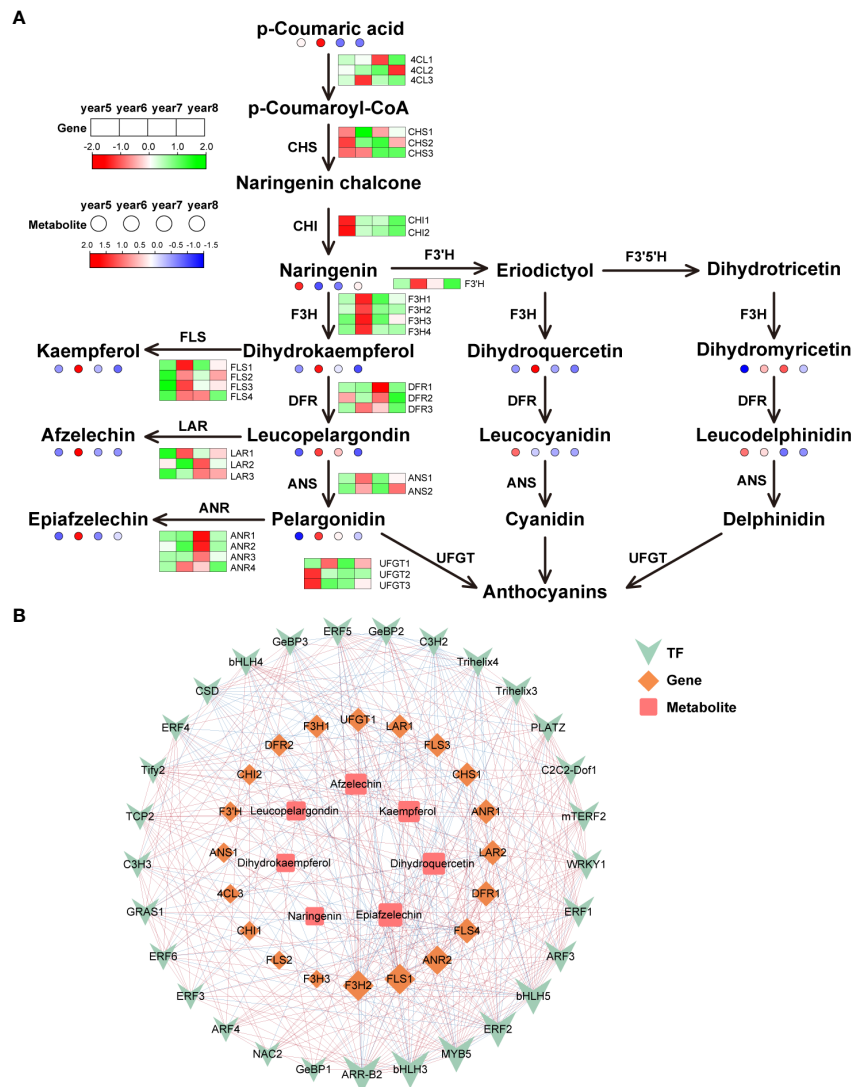 A
p-Coumaric acid
4CL1
4CL2
4CL3
p-Coumaroyl-CoA
year5 year6 year7 year8
Gene
-2.0 -1.0 0.0 1.0 2.0
CHS
CHS1
CHS2
CHS3
Naringenin chalcone
year5 year6 year7 year8
Metabolite
2.0 1.5 1.0 0.5 0 -0.5 -1.0 -1.5
CHI
CHI1
CHI2
Naringenin
F3'H
Eriodictyol
F3'5'H
Dihydrotricetin
F3'H
F3H
F3H1
F3H2
F3H3
F3H4
F3H
F3H
Kaempferol
FLS
Dihydrokaempferol
Dihydroquercetin
Dihydromyricetin
FLS1
FLS2
FLS3
FLS4
DFR
DFR1
DFR2
DFR3
DFR
DFR
Afzelechin
LAR
Leucopelargondin
Leucocyanidin
Leucodelphinidin
LAR1
LAR2
LAR3
ANS
ANS1
ANS2
ANS
ANS
Epiafzelechin
ANR
Pelargonidin
Cyanidin
Delphinidin
ANR1
ANR2
ANR3
ANR4
UFGT1
UFGT2
UFGT3
UFGT
UFGT
Anthocyanins
B
TF
Gene
Metabolite
ERF5
GeBP2
GeBP3
C3H2
bHLH4
Trihelix4
CSD
Trihelix3
ERF4
PLATZ
Tify2
C2C2-Dof1
TCP2
mTERF2
C3H3
WRKY1
GRAS1
ERF1
ERF6
ARF3
ERF3
bHLH5
ARF4
ERF2
NAC2
MYB5
GeBP1
ARR-B2
bHLH3
UFGT1
F3H1
LAR1
DFR2
FLS3
CHI2
CHS1
F3'H
ANR1
ANS1
LAR2
4CL3
DFR1
CHI1
FLS4
FLS2
ANR2
F3H3
F3H2
FLS1
Afzelechin
Leucopelargondin
Kaempferol
Dihydrokaempferol
Dihydroquercetin
Naringenin
Epiafzelechin